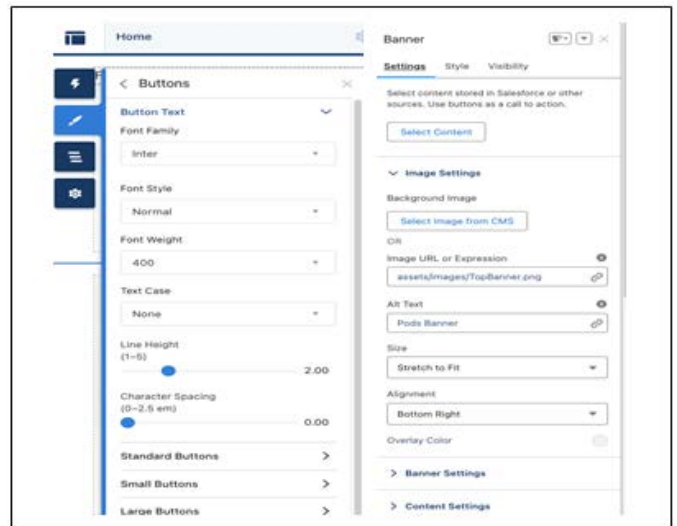 Home
Buttons
Button Text
Font Family
Inter
Font Style
Normal
Font Weight
400
Text Case
None
Line Height
(1–5)
2.00
Character Spacing
(0–2.5 em)
0.00
Standard Buttons
Small Buttons
Large Buttons
Banner
Settings Style Visibility
Select content stored in Salesforce or other
sources. Use buttons as a call to action.
Select Content
Image Settings
Background Image
Select Image from CMS
OR
Image URL or Expression
assets/images/TopBanner.png
Alt Text
Pods Banner
Size
Stretch to Fit
Alignment
Bottom Right
Overlay Color
Banner Settings
Content Settings